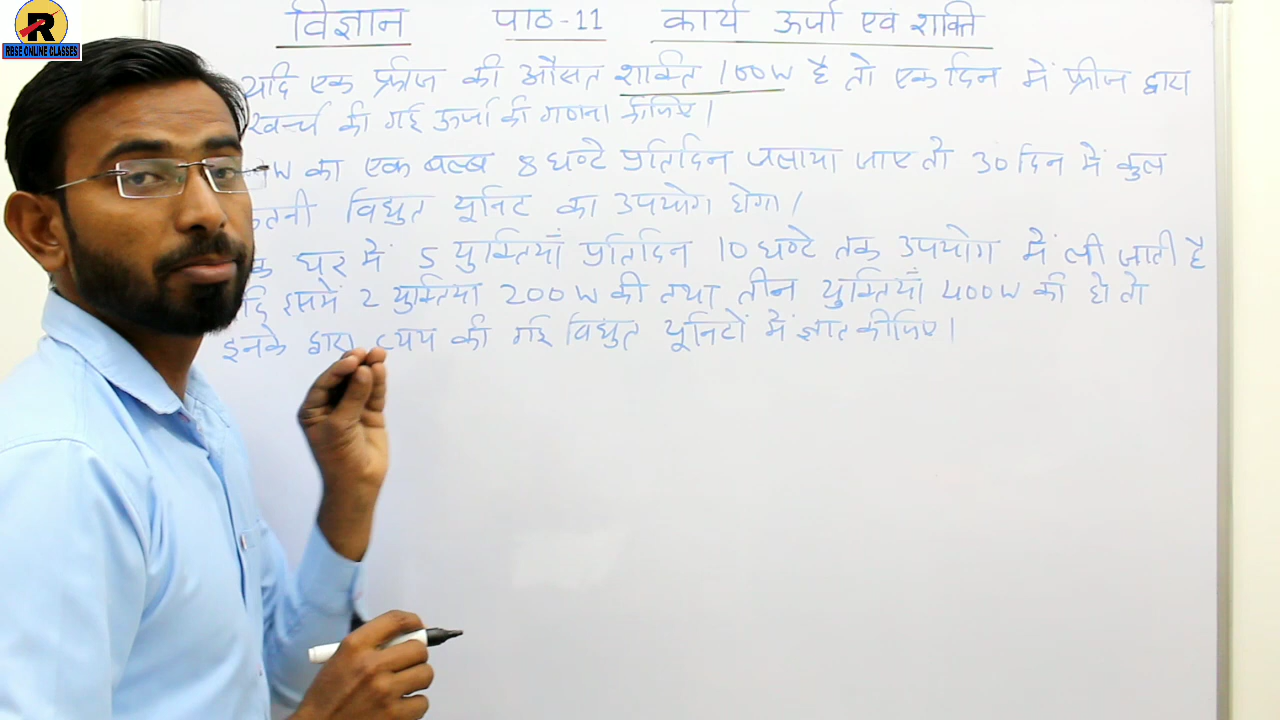 R
RBSE ONLINE CLASSES
विज्ञान पाठ-11 कार्य ऊर्जा एवं शक्ति
यदि एक फ्रीज की औसत शक्ति 100W है तो एक दिन में फ्रीज द्वारा
खर्च की गई ऊर्जा की गणना कीजिए।
W का एक बल्ब 8 घण्टे प्रतिदिन जलाया जाए तो 30 दिन में कुल
विद्युत यूनिट का उपयोग होगा।
घर में 5 युक्तियाँ प्रतिदिन 10 घण्टे तक उपयोग में ली जाती है
इसमें 2 युक्तियां 200W की तथा तीन युक्तियाँ 400W की हो तो
इनके द्वारा व्यय की गई विद्युत यूनिटों में ज्ञात कीजिए।